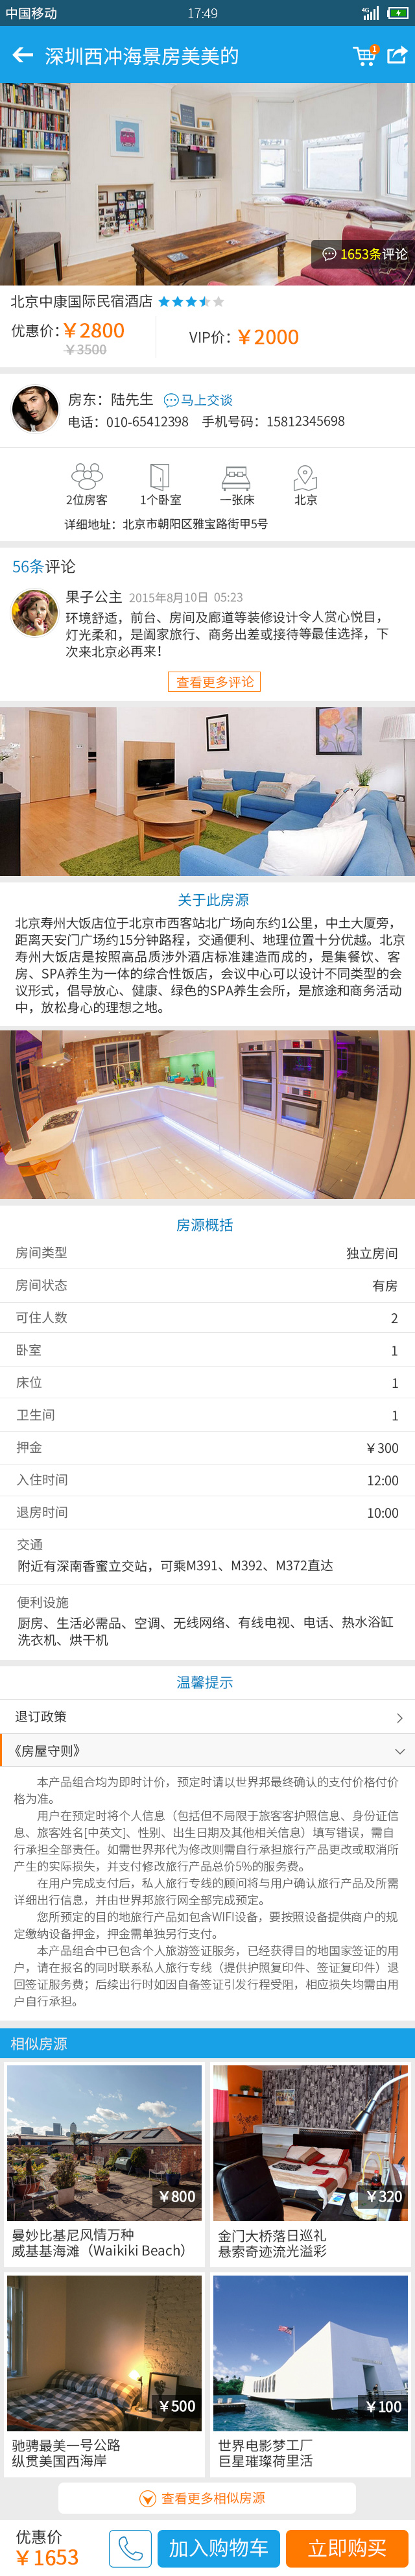 中国移动 17:49 4G
深圳西冲海景房美美的 1
1653条评论
北京中康国际民宿酒店
优惠价：￥2800 VIP价：￥2000
￥3500
房东：陆先生 马上交谈
电话：010-65412398 手机号码：15812345698
2位房客 1个卧室 一张床 北京
详细地址：北京市朝阳区雅宝路街甲5号
56条评论
果子公主 2015年8月10日 05:23
环境舒适，前台、房间及廊道等装修设计令人赏心悦目，
灯光柔和，是阖家旅行、商务出差或接待等最佳选择，下
次来北京必再来！
查看更多评论
关于此房源
北京寿州大饭店位于北京市西客站北广场向东约1公里，中土大厦旁，
距离天安门广场约15分钟路程，交通便利、地理位置十分优越。北京
寿州大饭店是按照高品质涉外酒店标准建造而成的，是集餐饮、客
房、SPA养生为一体的综合性饭店，会议中心可以设计不同类型的会
议形式，倡导放心、健康、绿色的SPA养生会所，是旅途和商务活动
中，放松身心的理想之地。
房源概括
房间类型 独立房间
房间状态 有房
可住人数 2
卧室 1
床位 1
卫生间 1
押金 ￥300
入住时间 12:00
退房时间 10:00
交通
附近有深南香蜜立交站，可乘M391、M392、M372直达
便利设施
厨房、生活必需品、空调、无线网络、有线电视、电话、热水浴缸
洗衣机、烘干机
温馨提示
退订政策
《房屋守则》
本产品组合均为即时计价，预定时请以世界邦最终确认的支付价格付价
格为准。
用户在预定时将个人信息（包括但不局限于旅客客护照信息、身份证信
息、旅客姓名[中英文]、性别、出生日期及其他相关信息）填写错误，需自
行承担全部责任。如需世界邦代为修改则需自行承担旅行产品更改或取消所
产生的实际损失，并支付修改旅行产品总价5%的服务费。
在用户完成支付后，私人旅行专线的顾问将与用户确认旅行产品及所需
详细出行信息，并由世界邦旅行网全部完成预定。
您所预定的目的地旅行产品如包含WIFI设备，要按照设备提供商户的规
定缴纳设备押金，押金需单独另行支付。
本产品组合中已包含个人旅游签证服务，已经获得目的地国家签证的用
户，请在报名的同时联系私人旅行专线（提供护照复印件、签证复印件）退
回签证服务费；后续出行时如因自备签证引发行程受阻，相应损失均需由用
户自行承担。
相似房源
￥800 ￥320
曼妙比基尼风情万种 金门大桥落日巡礼
威基基海滩（Waikiki Beach） 悬索奇迹流光溢彩
￥500 ￥100
驰骋最美一号公路 世界电影梦工厂
纵贯美国西海岸 巨星璀璨荷里活
查看更多相似房源
优惠价
￥1653 加入购物车 立即购买